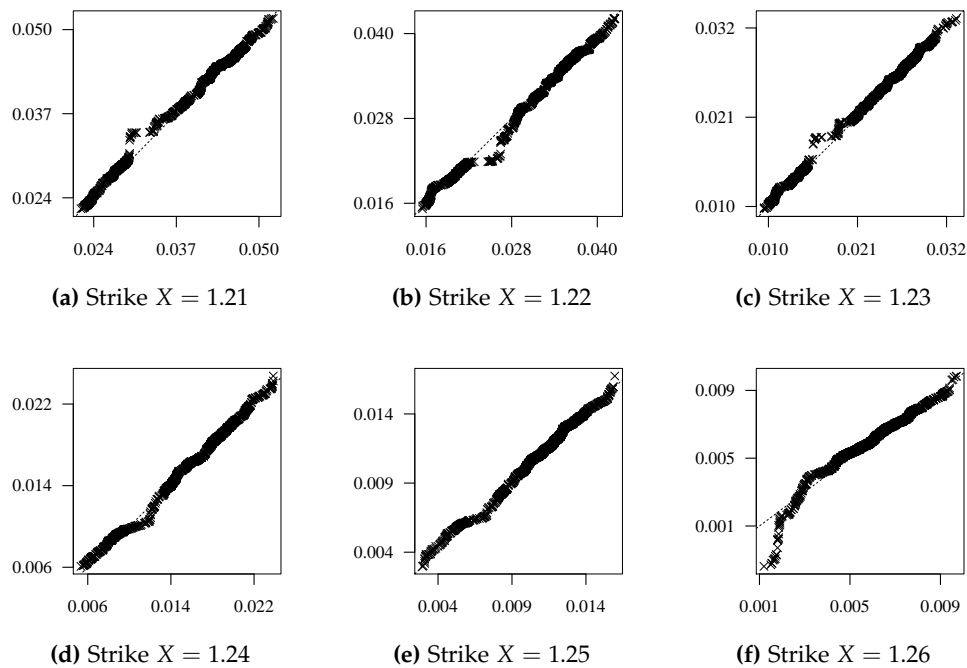 0.050
0.037
0.024
0.024 0.037 0.050
(a) Strike X = 1.21
0.040
0.028
0.016
0.016 0.028 0.040
(b) Strike X = 1.22
0.032
0.021
0.010
0.010 0.021 0.032
(c) Strike X = 1.23
0.022
0.014
0.006
0.006 0.014 0.022
(d) Strike X = 1.24
0.014
0.009
0.004
0.004 0.009 0.014
(e) Strike X = 1.25
0.009
0.005
0.001
0.001 0.005 0.009
(f) Strike X = 1.26